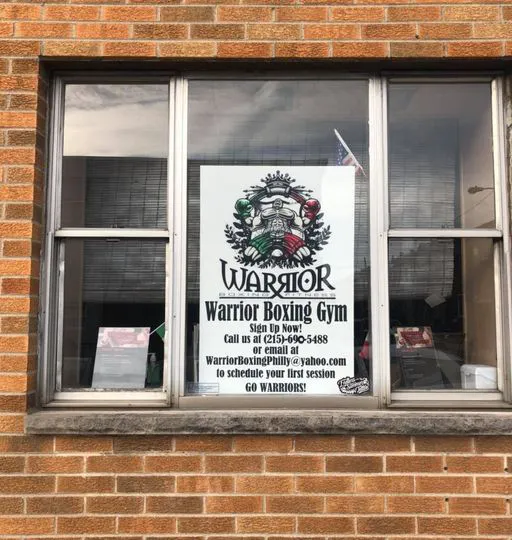 WARRIOR
BOXING FITNESS
Warrior Boxing Gym
Sign Up Now!
Call us at (215)-690-5488
or email at
WarriorBoxingPhilly@yahoo.com
to schedule your first session
GO WARRIORS!